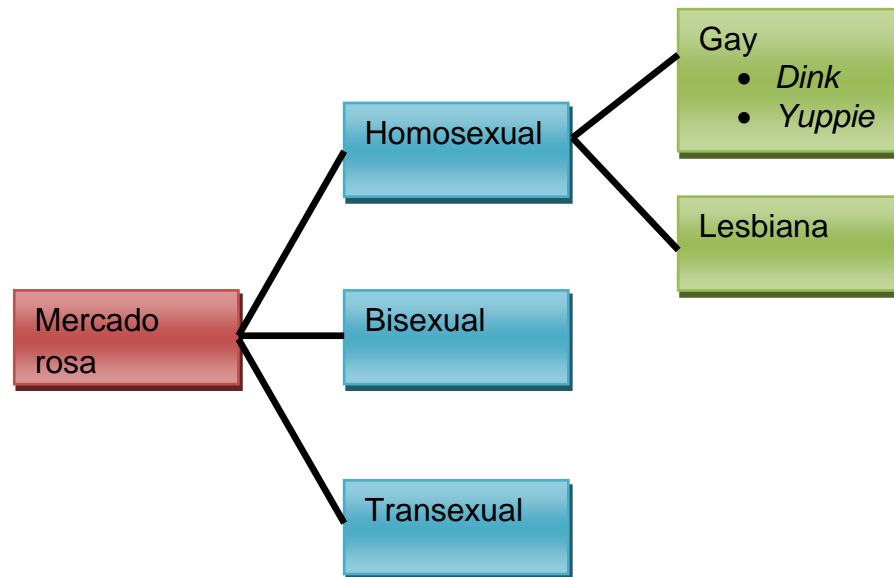 Gay
• Dink
• Yuppie
Homosexual
Lesbiana
Mercado
rosa
Bisexual
Transexual